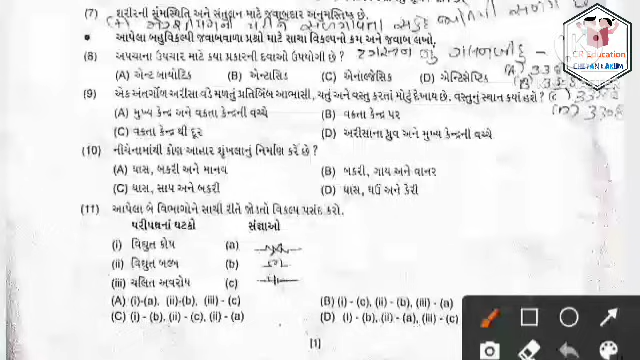 (7) શરીરની સુમસ્થિતિ અને સંતુલન માટે જવાબદાર અનુમસ્તિષ્ક છે.
• આપેલા બહુવિકલ્પી જવાબવાળા પ્રશ્નો માટે સાચા વિકલ્પનો ક્રમ અને જવાબ લખો.
(8) અપચાના ઉપચાર માટે કયા પ્રકારની દવાઓ ઉપયોગી છે ?
(A) એન્ટિ બાયોટિક (B) એન્ટાસિડ (C) એનાલ્જેસિક (D) એન્ટિસેપ્ટિક
(A) 338
(B)
(9) એક અંતર્ગોળ અરીસા વડે મળતું પ્રતિબિંબ આભાસી, ચતું અને વસ્તુ કરતાં મોટું દેખાય છે. વસ્તુનું સ્થાન ક્યાં હશે ?
(A) મુખ્ય કેન્દ્ર અને વક્રતા કેન્દ્રની વચ્ચે (B) વક્રતા કેન્દ્ર પર
(D) 3308
(C) વક્રતા કેન્દ્ર થી દૂર (D) અરીસાના ધ્રુવ અને મુખ્ય કેન્દ્રની વચ્ચે
(10) નીચેનામાંથી કોણ આહાર શૃંખલાનું નિર્માણ કરે છે ?
(A) ઘાસ, બકરી અને માનવ (B) બકરી, ગાય અને વાનર
(C) ઘાસ, સાપ અને બકરી (D) ઘાસ, ઘઉં અને કેરી
(11) આપેલા બે વિભાગોને સાચી રીતે જોડતો વિકલ્પ પસંદ કરો.
પરીપથનાં ઘટકો સંજ્ઞાઓ
(i) વિદ્યુત કોષ (a)
(ii) વિદ્યુત બલ્બ (b)
(iii) ચલિત અવરોધ (c)
(A) (i)-(a), (ii)-(b), (iii) - (c) (B) (i) - (c), (ii) - (b), (iii) - (a)
(C) (i) - (b), (ii) - (c), (ii) - (a) (D) (i) - (b), (ii) - (a), (iii) - (c)
[1]